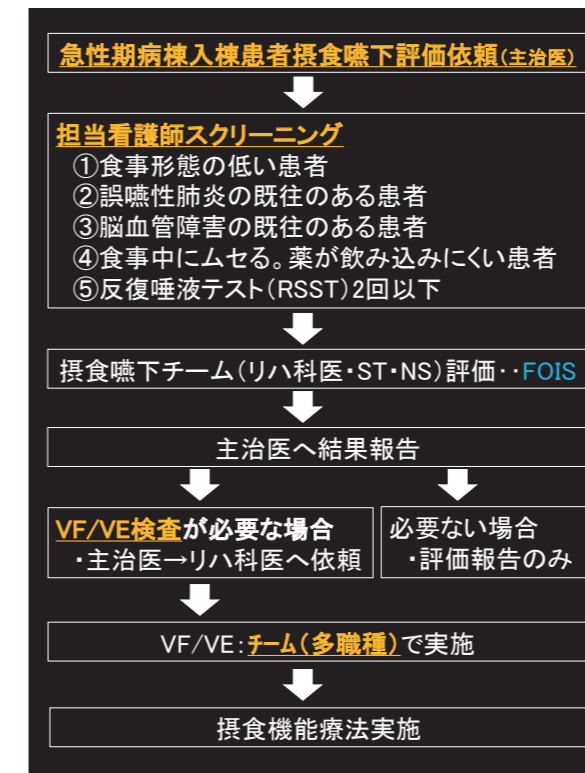 急性期病棟入棟患者摂食嚥下評価依頼(主治医)
担当看護師スクリーニング
①食事形態の低い患者
②誤嚥性肺炎の既往のある患者
③脳血管障害の既往のある患者
④食事中にムセる。薬が飲み込みにくい患者
⑤反復唾液テスト(RSST)2回以下
摂食嚥下チーム(リハ科医・ST・NS)評価‥FOIS
主治医へ結果報告
VF/VE検査が必要な場合
・主治医→リハ科医へ依頼
必要ない場合
・評価報告のみ
VF/VE:チーム(多職種)で実施
摂食機能療法実施